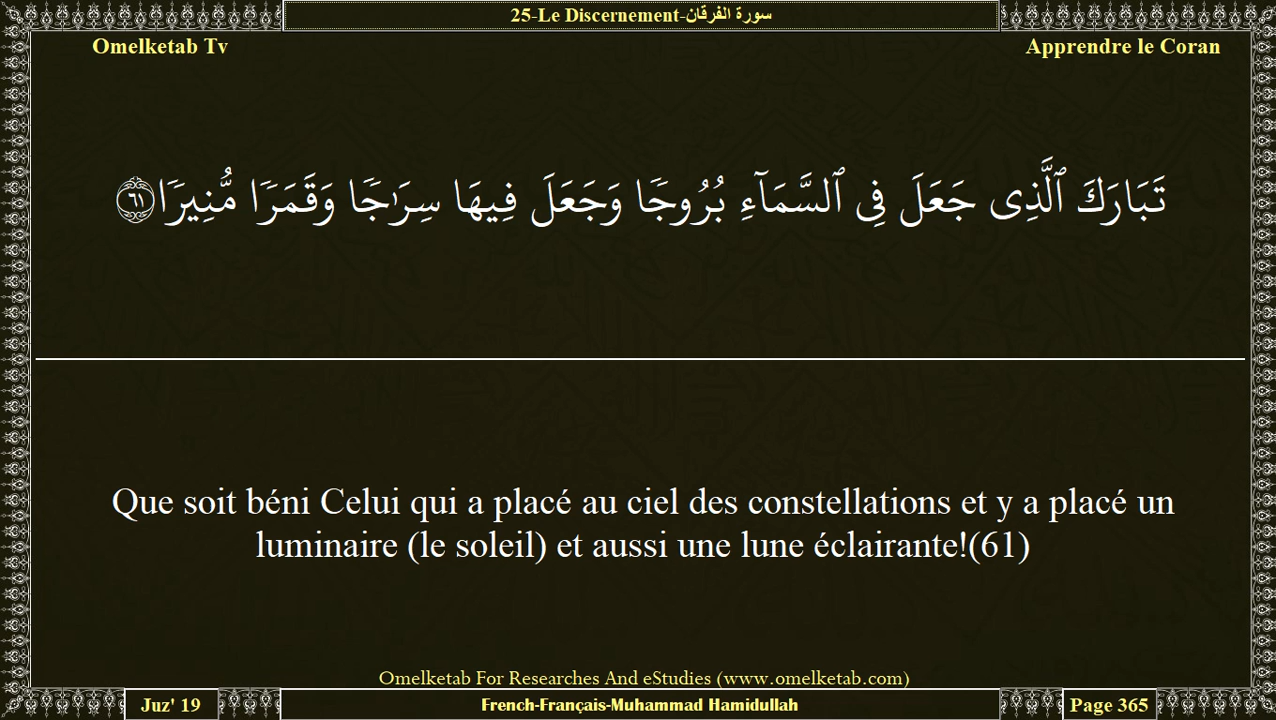 25-Le Discernement-سورة الفرقان
Omelketab Tv
Apprendre le Coran
تَبَارَكَ ٱلَّذِى جَعَلَ فِى ٱلسَّمَآءِ بُرُوجًا وَجَعَلَ فِيهَا سِرَٰجًا وَقَمَرًا مُّنِيرًا ٦١
Que soit béni Celui qui a placé au ciel des constellations et y a placé un
luminaire (le soleil) et aussi une lune éclairante!(61)
Omelketab For Researches And eStudies (www.omelketab.com)
Juz' 19
French-Français-Muhammad Hamidullah
Page 365